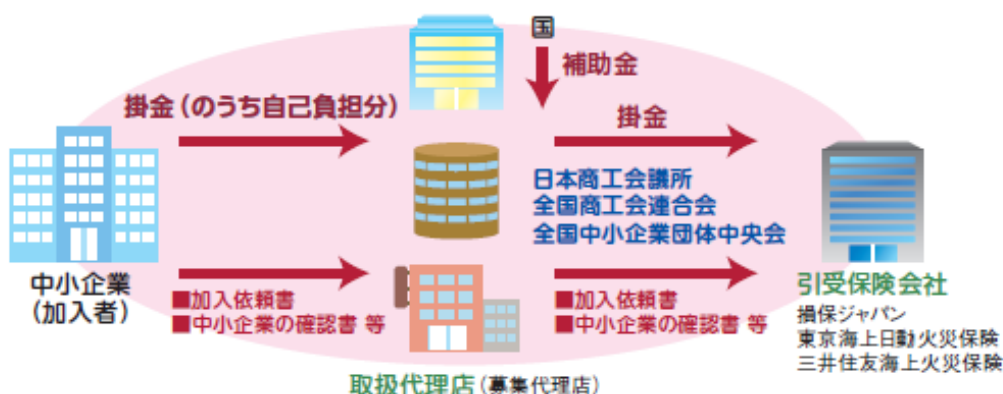 国
補助金
掛金（のうち自己負担分）
掛金
日本商工会議所
全国商工会連合会
全国中小企業団体中央会
中小企業
（加入者）
■加入依頼書
■中小企業の確認書 等
■加入依頼書
■中小企業の確認書 等
引受保険会社
損保ジャパン
東京海上日動火災保険
三井住友海上火災保険
取扱代理店（募集代理店）